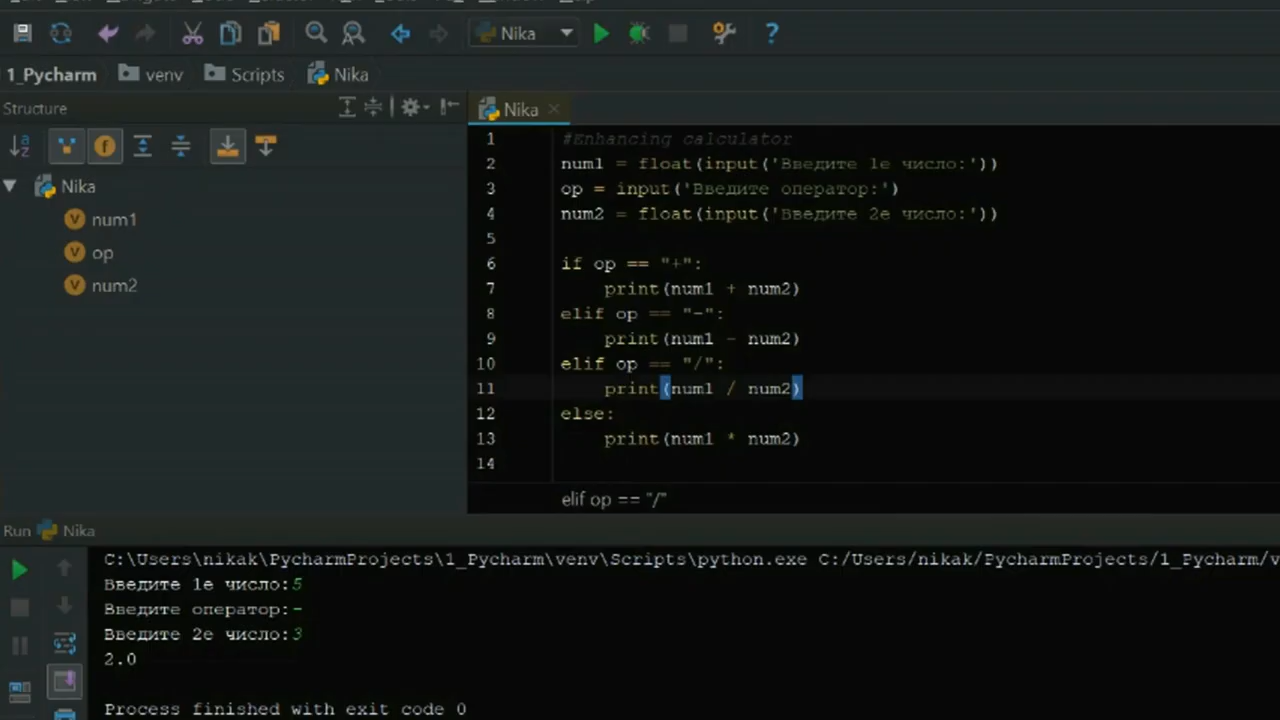 Nika
1_Pycharm venv Scripts Nika
Structure
Nika
num1
op
num2
Nika
1 #Enhancing calculator
2 num1 = float(input('Введите 1е число:'))
3 op = input('Введите оператор:')
4 num2 = float(input('Введите 2е число:'))
5
6 if op == "+":
7 print(num1 + num2)
8 elif op == "-":
9 print(num1 - num2)
10 elif op == "/":
11 print(num1 / num2)
12 else:
13 print(num1 * num2)
14
elif op == "/"
Run Nika
C:\Users\nikak\PycharmProjects\1_Pycharm\venv\Scripts\python.exe C:/Users/nikak/PycharmProjects/1_Pycharm/v
Введите 1е число:5
Введите оператор:-
Введите 2е число:3
2.0
Process finished with exit code 0